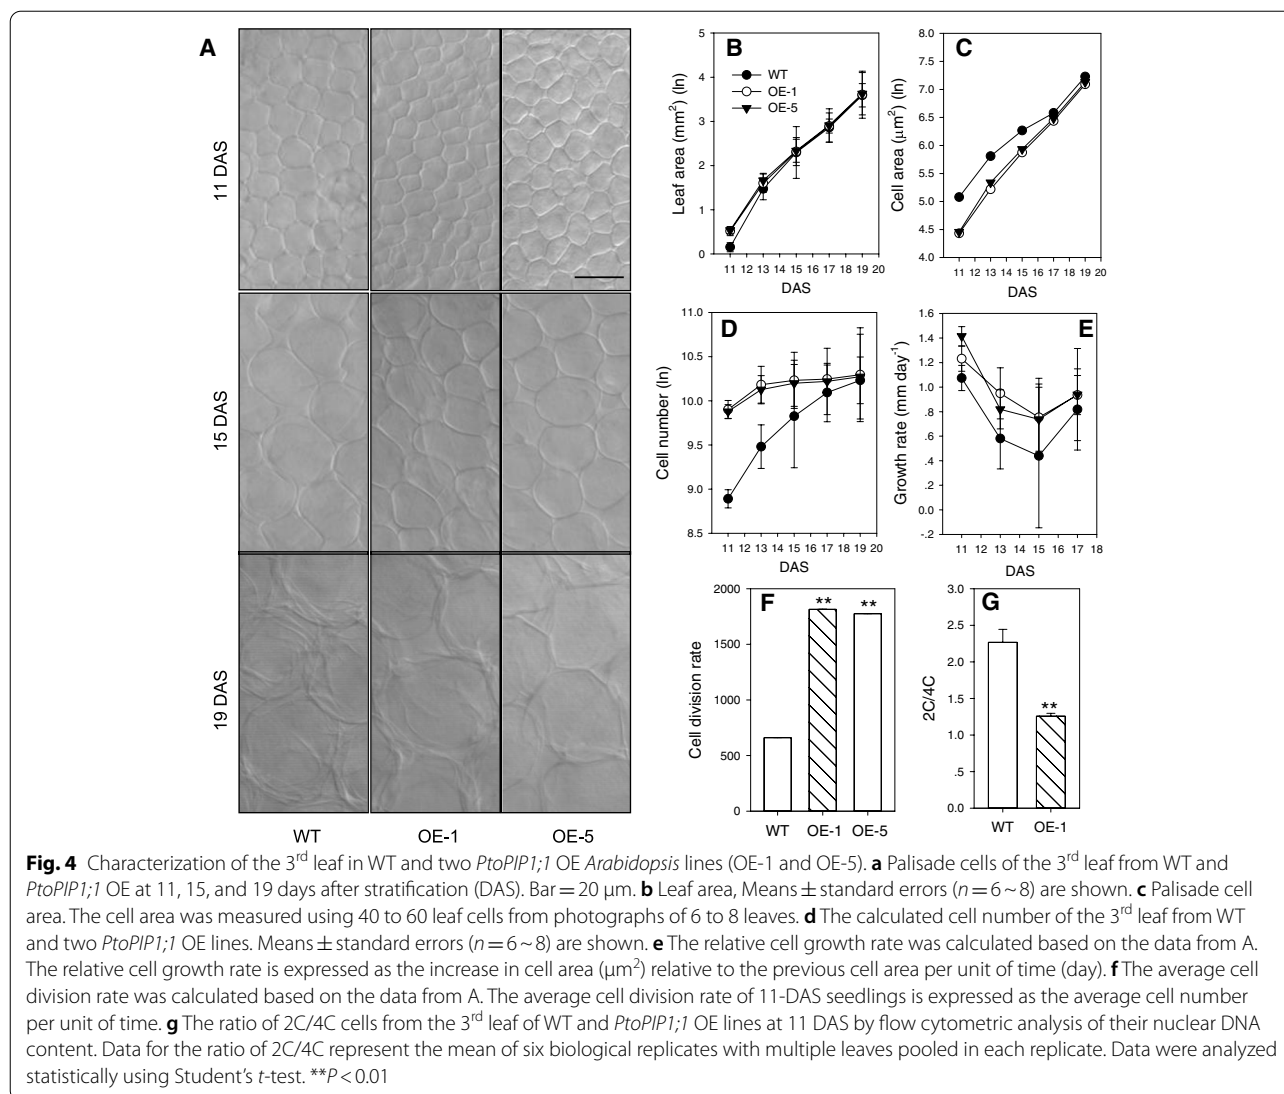 A
11 DAS
15 DAS
19 DAS
WT
OE-1
OE-5
B
WT
OE-1
OE-5
Leaf area (mm²) (ln)
5
4
3
2
1
0
11 12 13 14 15 16 17 18 19 20
DAS
C
Cell area (μm²) (ln)
8.0
7.0
6.5
6.0
5.5
5.0
4.5
4.0
11 12 13 14 15 16 17 18 19 20
DAS
D
Cell number (ln)
11.0
10.5
10.0
9.5
9.0
8.5
11 12 13 14 15 16 17 18 19 20
DAS
E
Growth rate (mm day⁻¹)
1.6
1.4
1.2
1.0
.8
.6
.4
.2
0.0
-.2
11 12 13 14 15 16 17 18
DAS
F
Cell division rate
2000
1500
1000
500
0
**
**
WT
OE-1
OE-5
G
2C/4C
3.0
2.5
2.0
1.5
1.0
.5
0.0
**
WT
OE-1
Fig. 4 Characterization of the 3rd leaf in WT and two PtoPIP1;1 OE Arabidopsis lines (OE-1 and OE-5). a Palisade cells of the 3rd leaf from WT and
PtoPIP1;1 OE at 11, 15, and 19 days after stratification (DAS). Bar = 20 μm. b Leaf area, Means ± standard errors (n = 6 ~ 8) are shown. c Palisade cell
area. The cell area was measured using 40 to 60 leaf cells from photographs of 6 to 8 leaves. d The calculated cell number of the 3rd leaf from WT
and two PtoPIP1;1 OE lines. Means ± standard errors (n = 6 ~ 8) are shown. e The relative cell growth rate was calculated based on the data from A.
The relative cell growth rate is expressed as the increase in cell area (μm²) relative to the previous cell area per unit of time (day). f The average cell
division rate was calculated based on the data from A. The average cell division rate of 11-DAS seedlings is expressed as the average cell number
per unit of time. g The ratio of 2C/4C cells from the 3rd leaf of WT and PtoPIP1;1 OE lines at 11 DAS by flow cytometric analysis of their nuclear DNA
content. Data for the ratio of 2C/4C represent the mean of six biological replicates with multiple leaves pooled in each replicate. Data were analyzed
statistically using Student's t-test. **P < 0.01